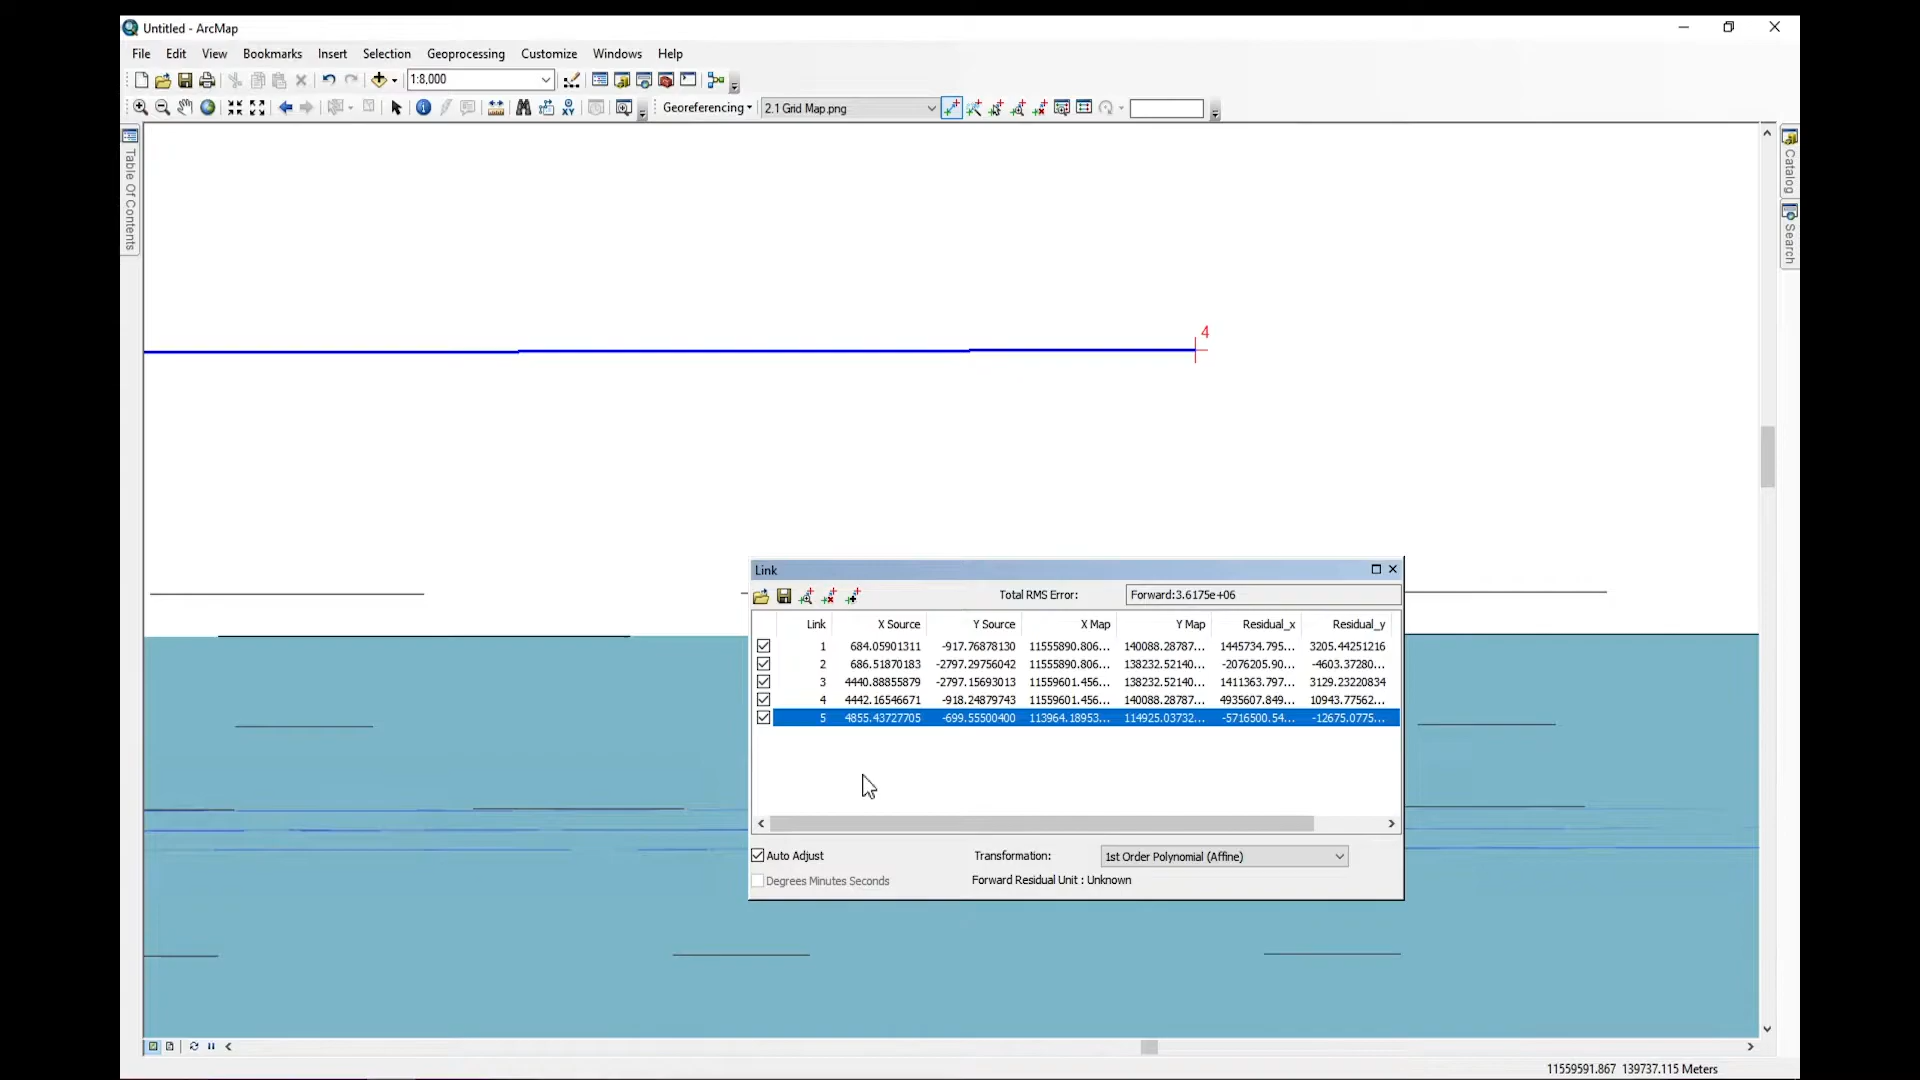 Untitled - ArcMap
File Edit View Bookmarks Insert Selection Geoprocessing Customize Windows Help
1:8,000
Georeferencing 2.1 Grid Map.png
Table Of Contents
Catalog
Search
4
Link
Total RMS Error: Forward:3.6175e+06
Link X Source Y Source X Map Y Map Residual_x Residual_y
1 684.05901311 -917.76878130 11555890.806... 140088.28787... 1445734.795... 3205.44251216
2 686.51870183 -2797.29756042 11555890.806... 138232.52140... -2076205.90... -4603.37280...
3 4440.88855879 -2797.15693013 11559601.456... 138232.52140... 1411363.797... 3129.23220834
4 4442.16546671 -918.24879743 11559601.456... 140088.28787... 4935607.849... 10943.77562...
5 4855.43727705 -699.55500400 113964.18953... 114925.03732... -5716500.54... -12675.0775...
Auto Adjust Transformation: 1st Order Polynomial (Affine)
Degrees Minutes Seconds Forward Residual Unit : Unknown
11559591.867 139737.115 Meters